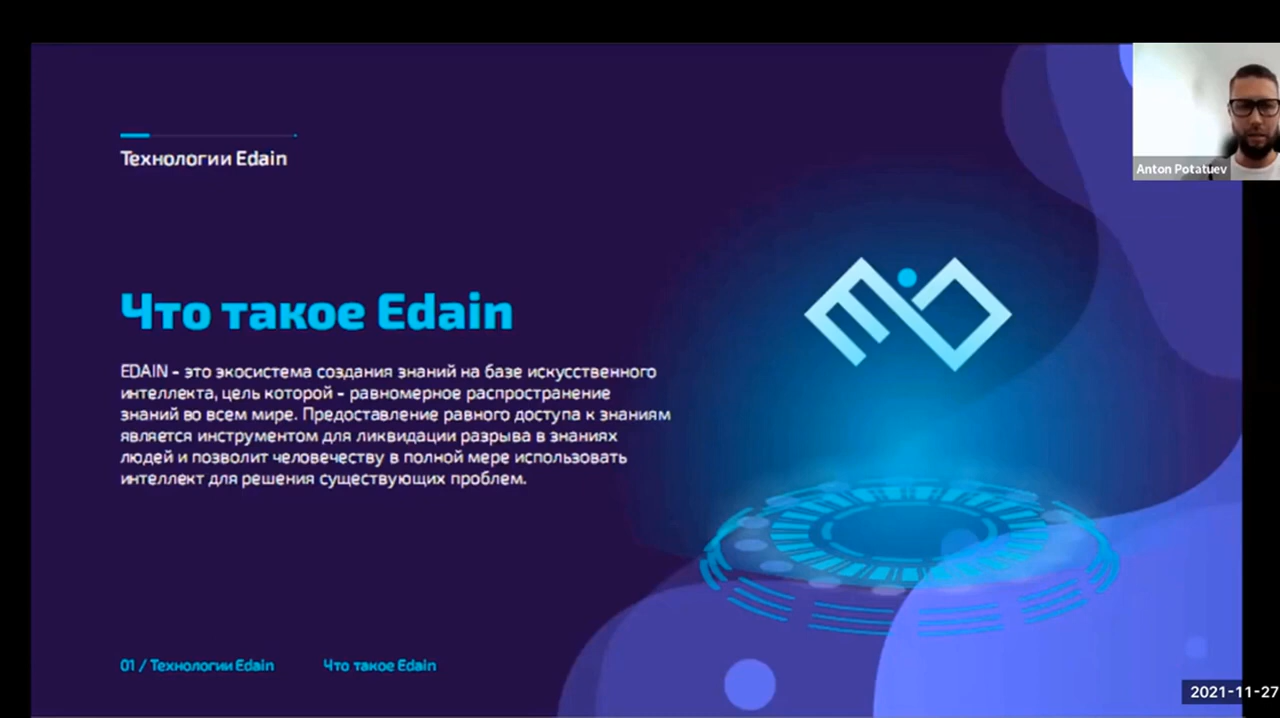 Технологии Edain
Anton Potatuev
Что такое Edain
EDAIN - это экосистема создания знаний на базе искусственного
интеллекта, цель которой - равномерное распространение
знаний во всем мире. Предоставление равного доступа к знаниям
является инструментом для ликвидации разрыва в знаниях
людей и позволит человечеству в полной мере использовать
интеллект для решения существующих проблем.
01 / Технологии Edain
Что такое Edain
2021-11-27